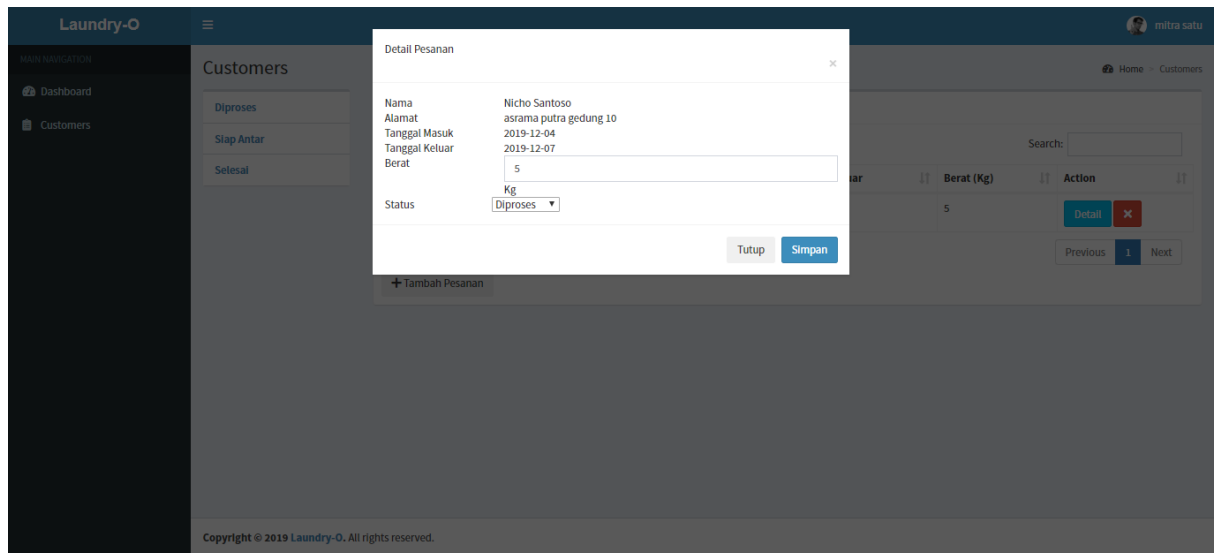 Laundry-O
mitra satu
MAIN NAVIGATION
Dashboard
Customers
Customers
Home > Customers
Diproses
Siap Antar
Selesai
Detail Pesanan
×
Nama Nicho Santoso
Alamat asrama putra gedung 10
Tanggal Masuk 2019-12-04
Tanggal Keluar 2019-12-07
Berat 5
Kg
Status Diproses
Tutup Simpan
Search:
uar Berat (Kg) Action
5 Detail
Previous 1 Next
+Tambah Pesanan
Copyright © 2019 Laundry-O. All rights reserved.